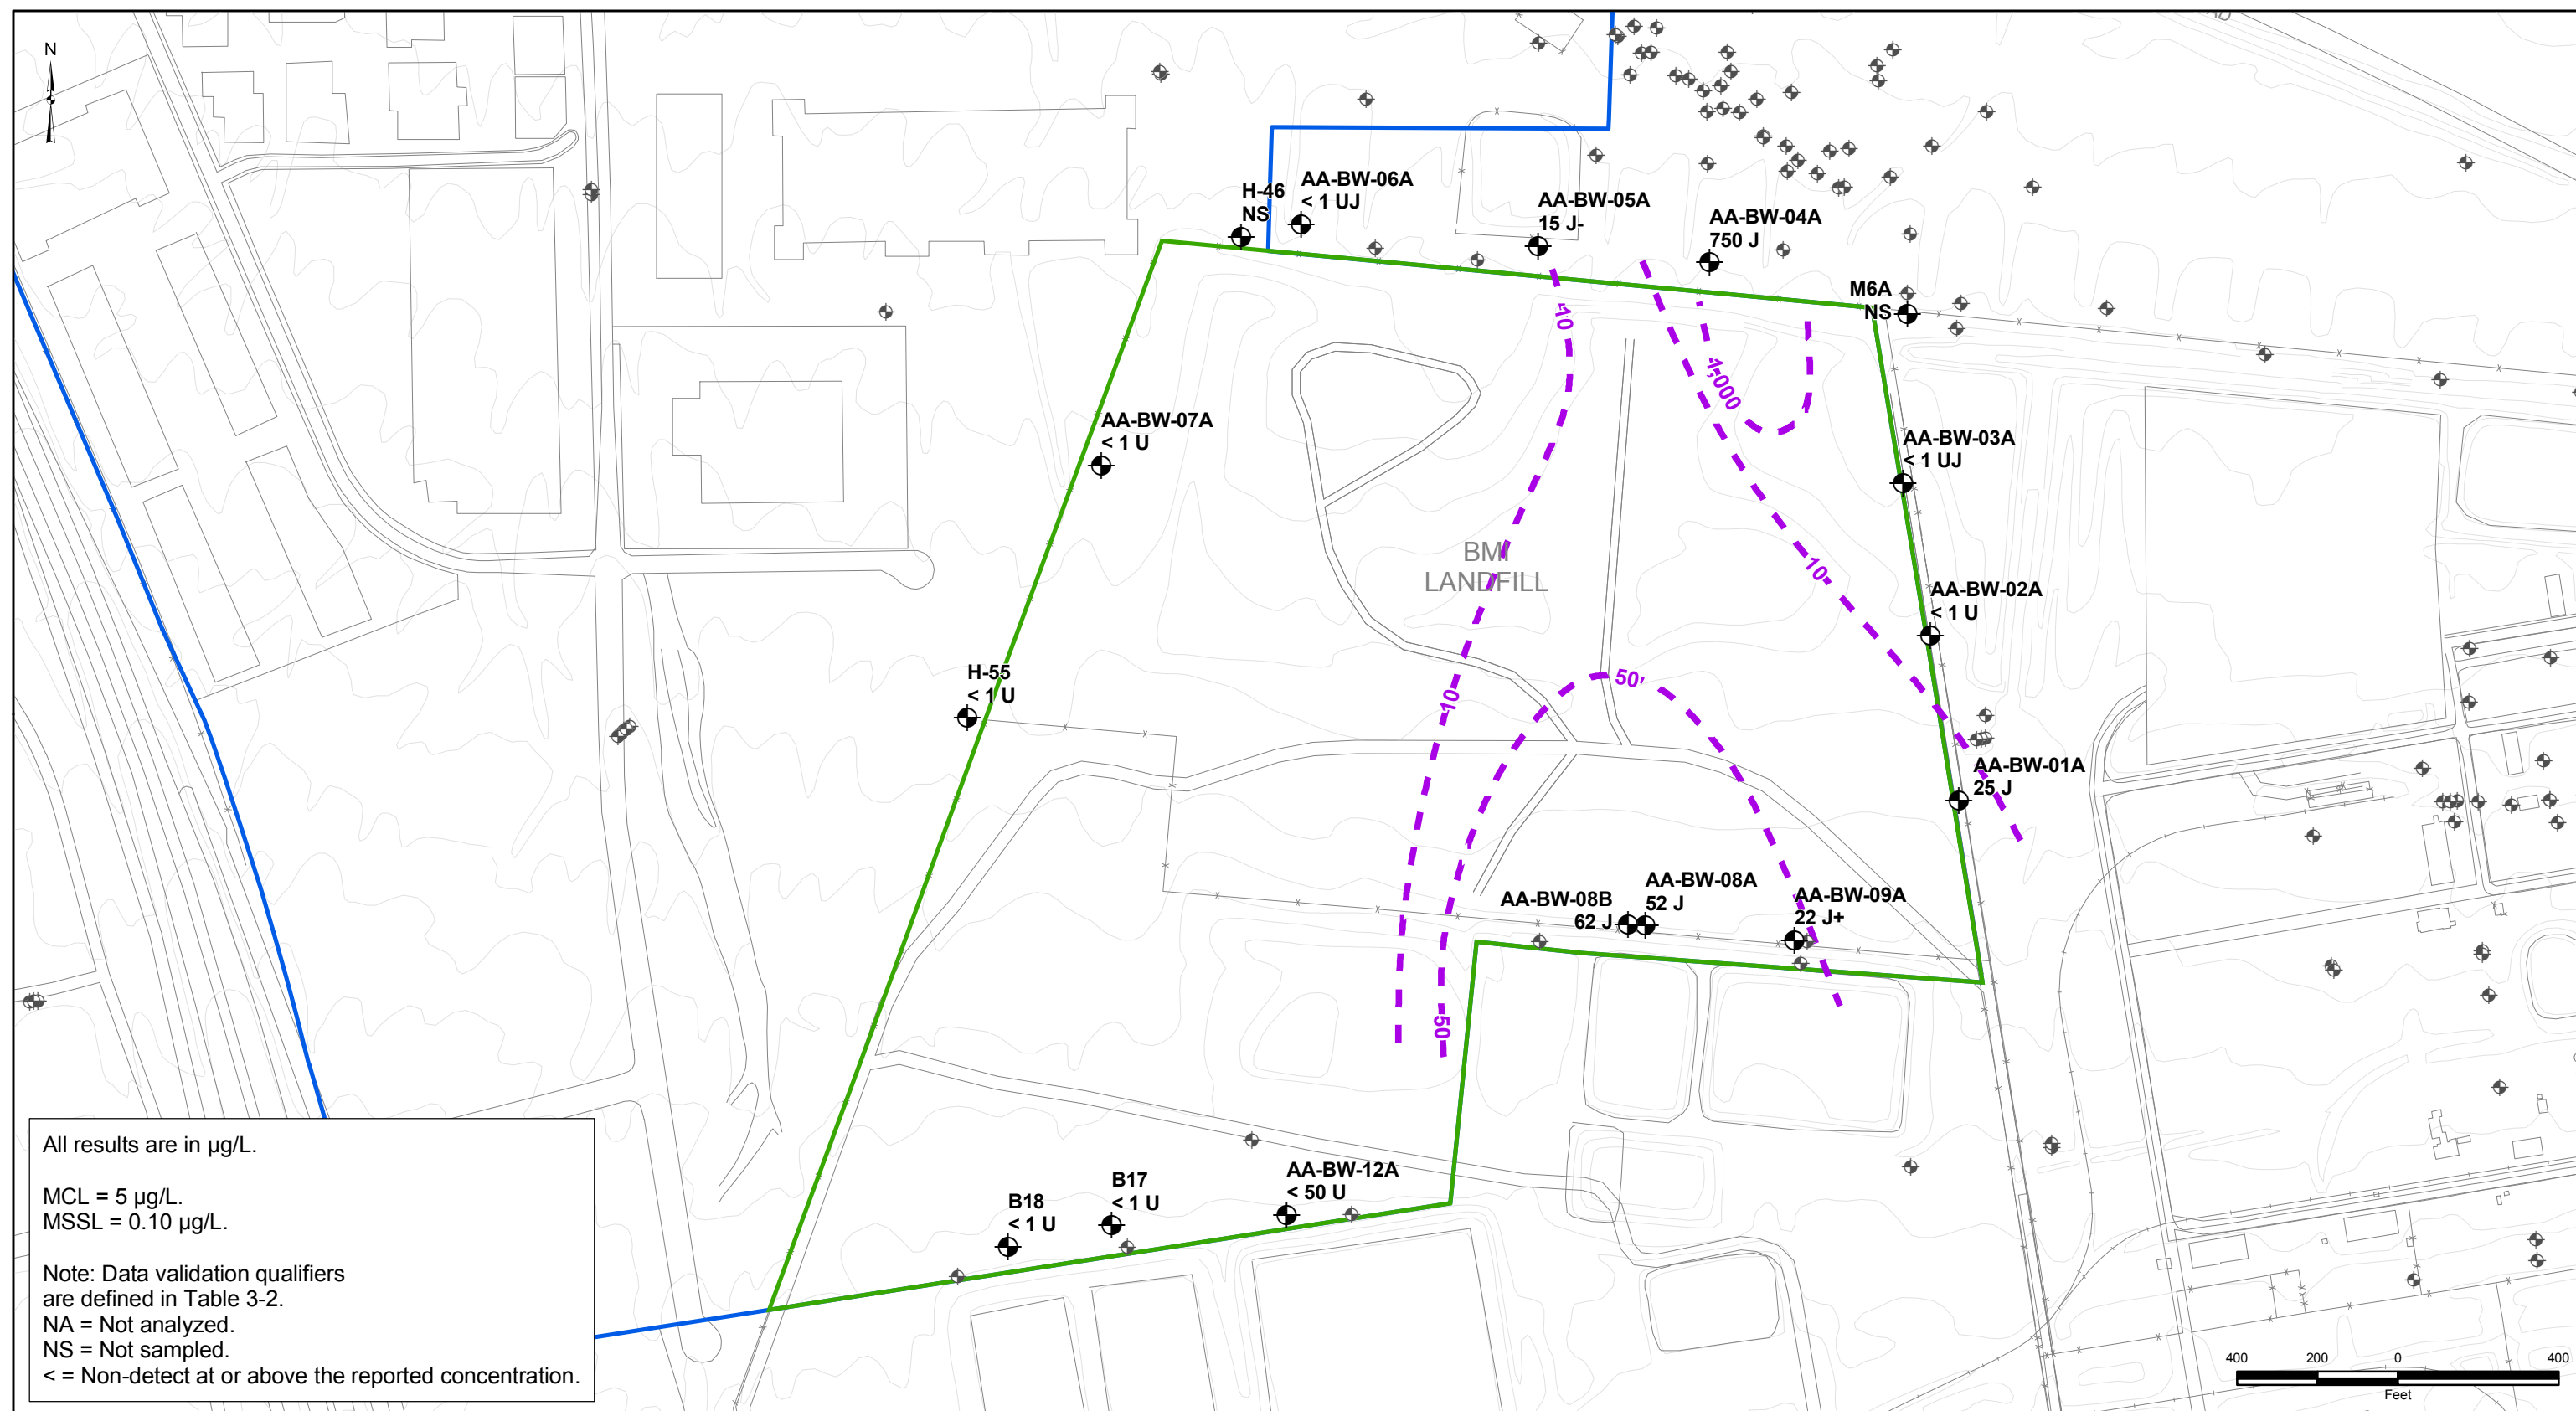 N
H-46
NS
AA-BW-06A
< 1 UJ
AA-BW-05A
15 J-
AA-BW-04A
750 J
M6A
NS
10
1,000
AA-BW-07A
< 1 U
AA-BW-03A
< 1 UJ
BMI
LANDFILL
10
AA-BW-02A
< 1 U
H-55
< 1 U
50
10
AA-BW-01A
25 J
AA-BW-08B
62 J
AA-BW-08A
52 J
AA-BW-09A
22 J+
50
B18
< 1 U
B17
< 1 U
AA-BW-12A
< 50 U
All results are in µg/L.
MCL = 5 µg/L.
MSSL = 0.10 µg/L.
Note: Data validation qualifiers
are defined in Table 3-2.
NA = Not analyzed.
NS = Not sampled.
< = Non-detect at or above the reported concentration.
400 200 0 400
Feet